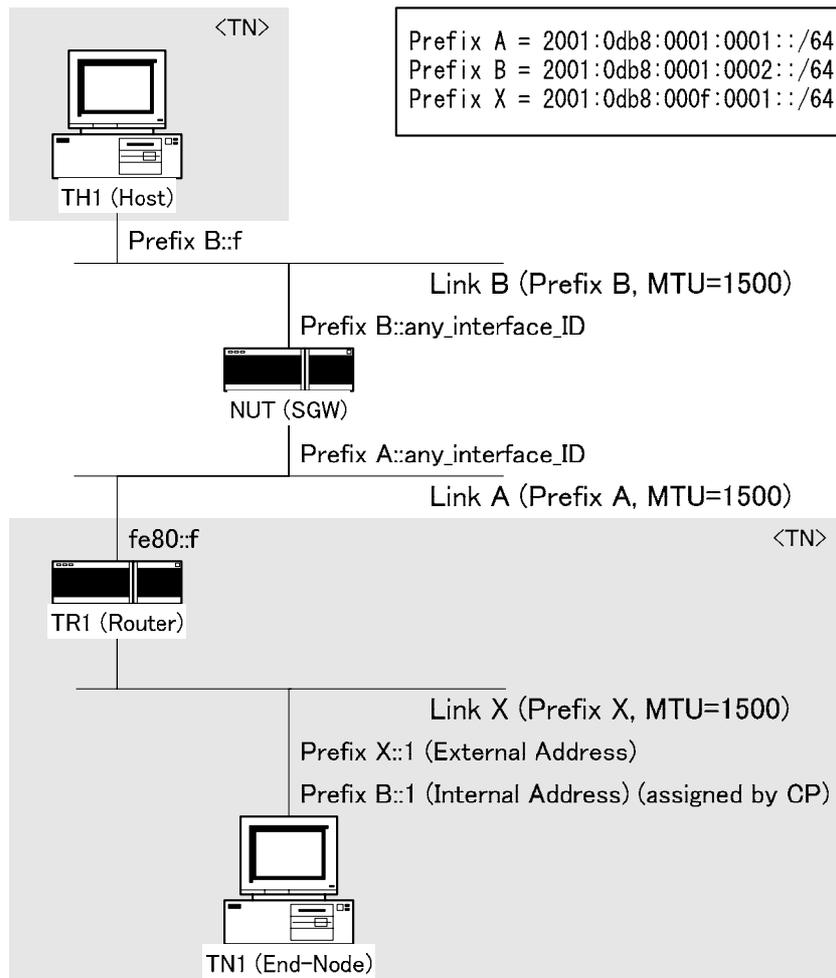 <TN>
Prefix A = 2001:0db8:0001:0001::/64
Prefix B = 2001:0db8:0001:0002::/64
Prefix X = 2001:0db8:000f:0001::/64
TH1 (Host)
Prefix B::f
Link B (Prefix B, MTU=1500)
Prefix B::any_interface_ID
NUT (SGW)
Prefix A::any_interface_ID
Link A (Prefix A, MTU=1500)
fe80::f
<TN>
TR1 (Router)
Link X (Prefix X, MTU=1500)
Prefix X::1 (External Address)
Prefix B::1 (Internal Address) (assigned by CP)
TN1 (End-Node)